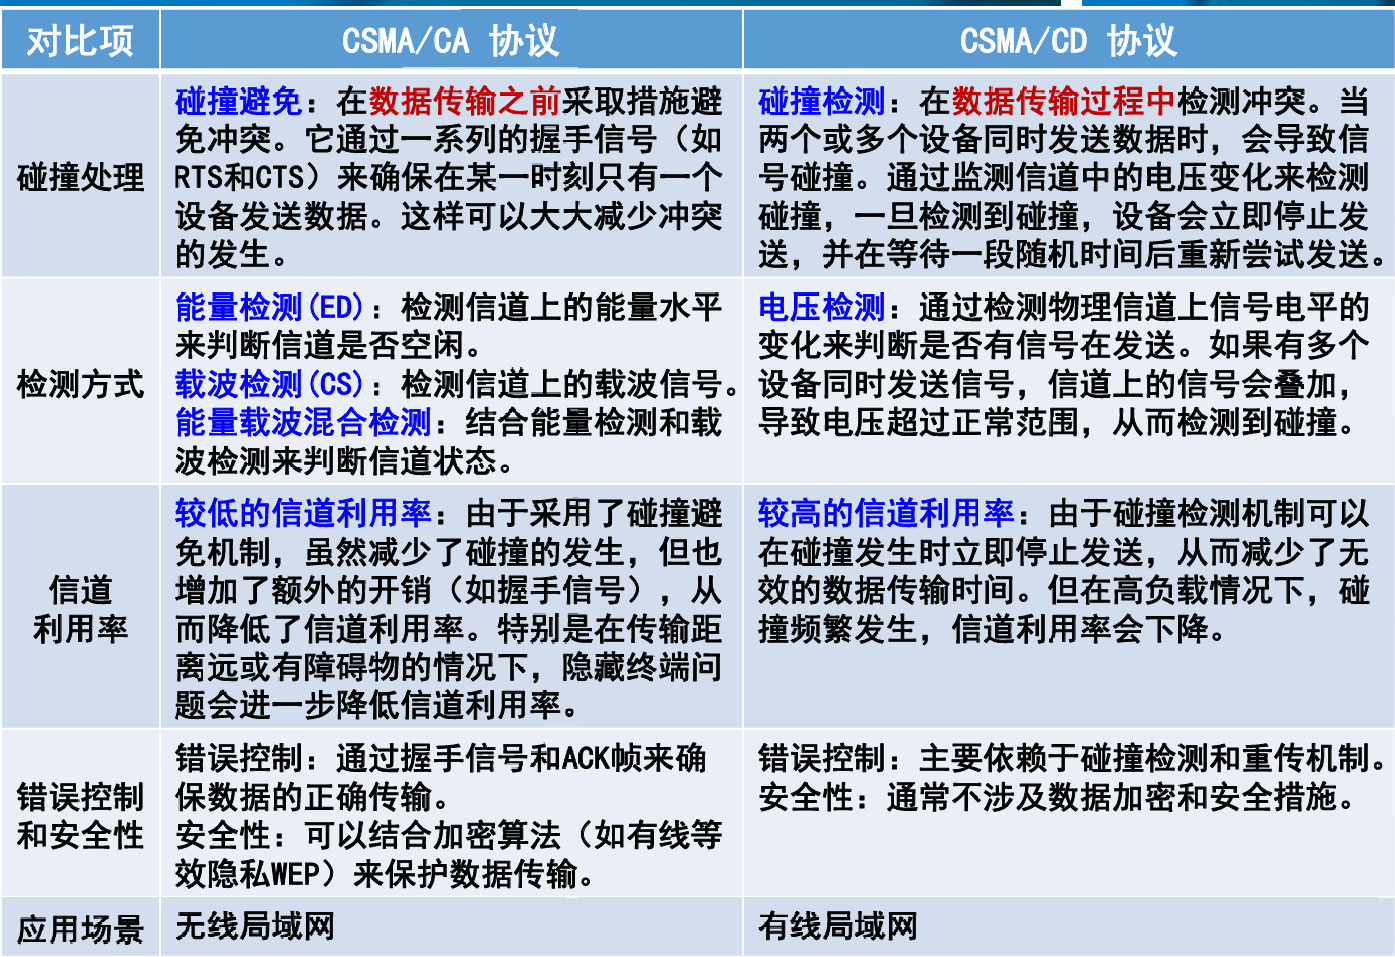 对比项
CSMA/CA 协议
CSMA/CD 协议
碰撞处理
碰撞避免：在数据传输之前采取措施避
免冲突。它通过一系列的握手信号（如
RTS和CTS）来确保在某一时刻只有一个
设备发送数据。这样可以大大减少冲突
的发生。
碰撞检测：在数据传输过程中检测冲突。当
两个或多个设备同时发送数据时，会导致信
号碰撞。通过监测信道中的电压变化来检测
碰撞，一旦检测到碰撞，设备会立即停止发
送，并在等待一段随机时间后重新尝试发送。
检测方式
能量检测(ED)：检测信道上的能量水平
来判断信道是否空闲。
载波检测(CS)：检测信道上的载波信号。
能量载波混合检测：结合能量检测和载
波检测来判断信道状态。
电压检测：通过检测物理信道上信号电平的
变化来判断是否有信号在发送。如果有多个
设备同时发送信号，信道上的信号会叠加，
导致电压超过正常范围，从而检测到碰撞。
信道
利用率
较低的信道利用率：由于采用了碰撞避
免机制，虽然减少了碰撞的发生，但也
增加了额外的开销（如握手信号），从
而降低了信道利用率。特别是在传输距
离远或有障碍物的情况下，隐藏终端问
题会进一步降低信道利用率。
较高的信道利用率：由于碰撞检测机制可以
在碰撞发生时立即停止发送，从而减少了无
效的数据传输时间。但在高负载情况下，碰
撞频繁发生，信道利用率会下降。
错误控制
和安全性
错误控制：通过握手信号和ACK帧来确
保数据的正确传输。
安全性：可以结合加密算法（如有线等
效隐私WEP）来保护数据传输。
错误控制：主要依赖于碰撞检测和重传机制。
安全性：通常不涉及数据加密和安全措施。
应用场景
无线局域网
有线局域网